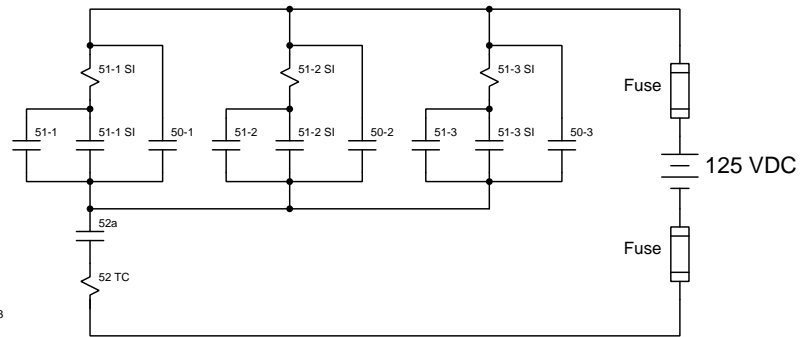 51-1 SI
51-2 SI
51-3 SI
Fuse
51-1
51-1 SI
50-1
51-2
51-2 SI
50-2
51-3
51-3 SI
50-3
125 VDC
52a
Fuse
52 TC